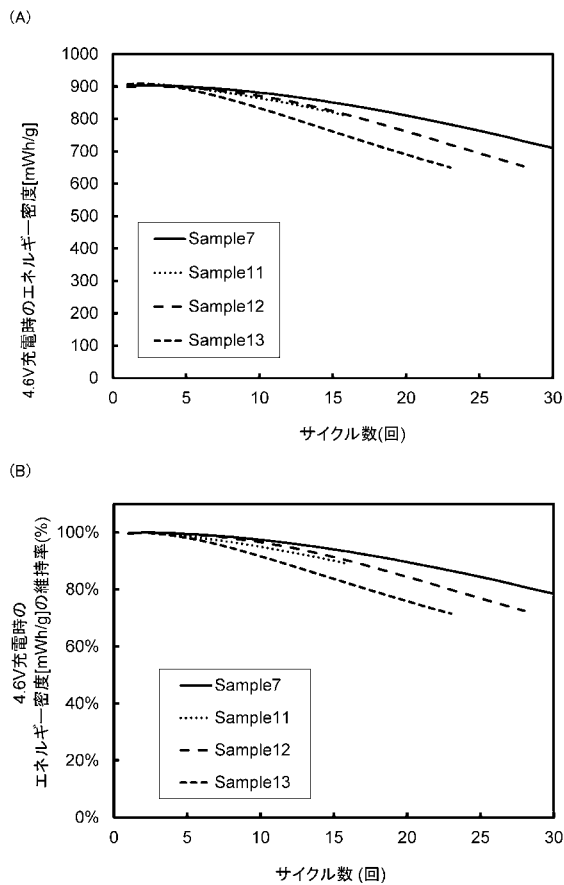 (A)
4.6V充電時のエネルギー密度[mWh/g]
1000
900
800
700
600
500
400
300
200
100
0
Sample7
Sample11
Sample12
Sample13
0 5 10 15 20 25 30
サイクル数(回)
(B)
4.6V充電時の
エネルギー密度[mWh/g]の維持率(%)
100%
80%
60%
40%
20%
0%
Sample7
Sample11
Sample12
Sample13
0 5 10 15 20 25 30
サイクル数 (回)